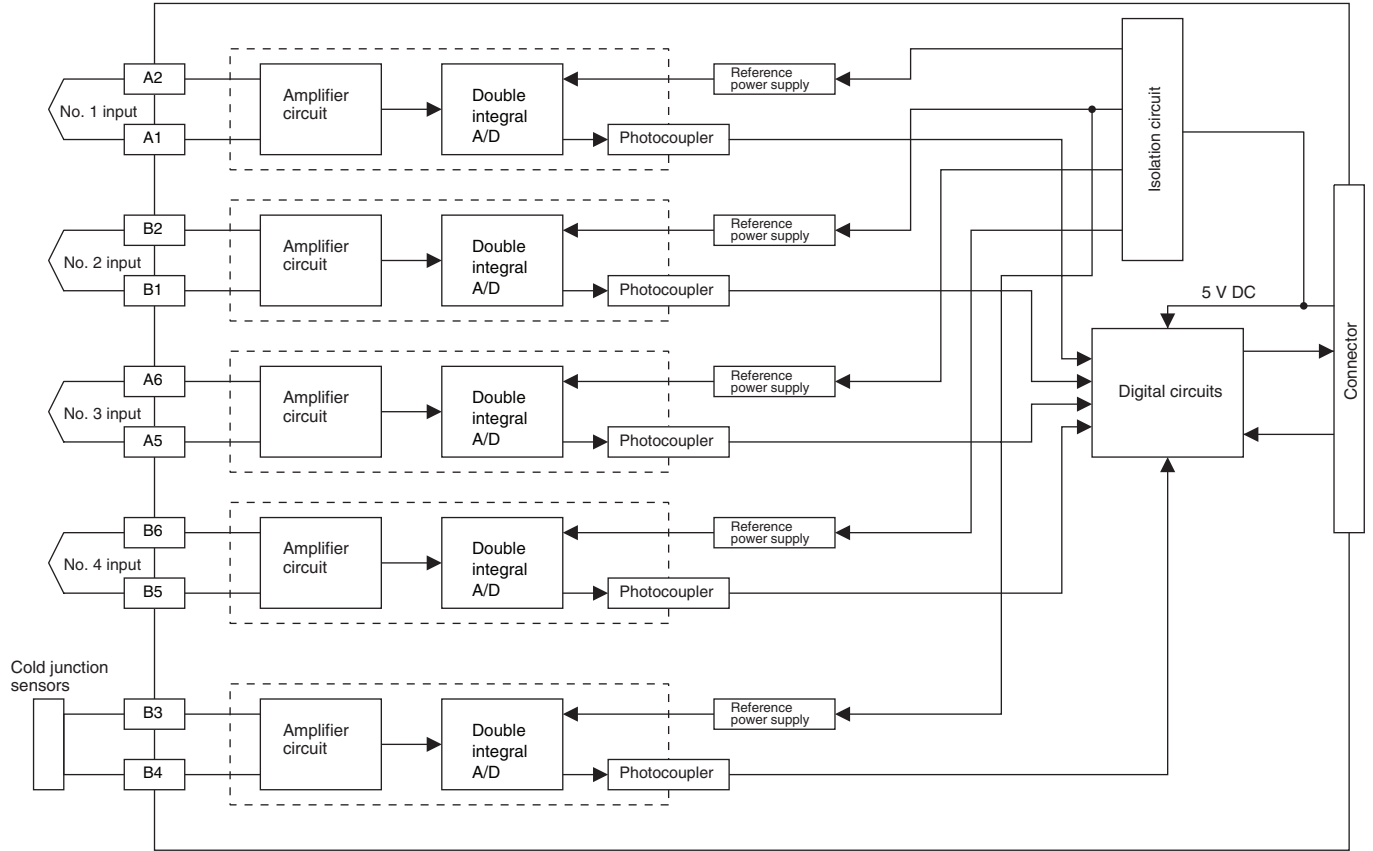 A2
No. 1 input
A1
Amplifier
circuit
Double
integral
A/D
Reference
power supply
Photocoupler
B2
No. 2 input
B1
Amplifier
circuit
Double
integral
A/D
Reference
power supply
Photocoupler
A6
No. 3 input
A5
Amplifier
circuit
Double
integral
A/D
Reference
power supply
Photocoupler
B6
No. 4 input
B5
Amplifier
circuit
Double
integral
A/D
Reference
power supply
Photocoupler
Cold junction
sensors
B3
B4
Amplifier
circuit
Double
integral
A/D
Reference
power supply
Photocoupler
Isolation circuit
5 V DC
Digital circuits
Connector